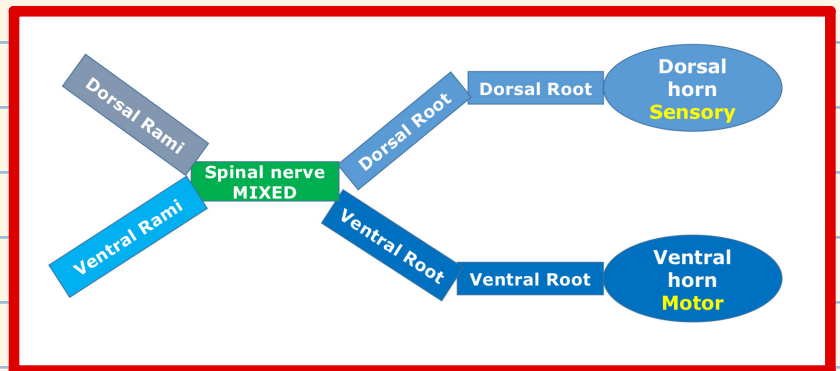 Dorsal Rami
Ventral Rami
Spinal nerve
MIXED
Dorsal Root
Ventral Root
Dorsal Root
Ventral Root
Dorsal
horn
Sensory
Ventral
horn
Motor